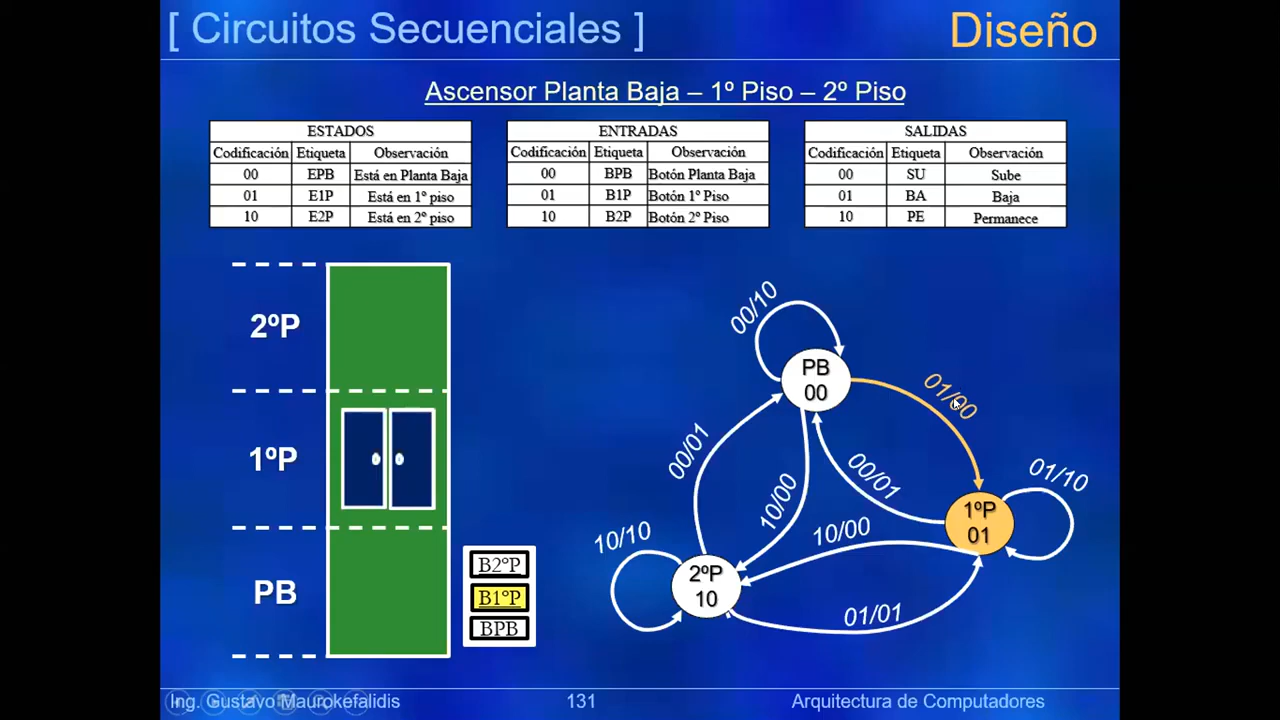 [ Circuitos Secuenciales ]
Diseño
Ascensor Planta Baja – 1º Piso – 2º Piso
ESTADOS
Codificación Etiqueta Observación
00 EPB Está en Planta Baja
01 E1P Está en 1º piso
10 E2P Está en 2º piso
ENTRADAS
Codificación Etiqueta Observación
00 BPB Botón Planta Baja
01 B1P Botón 1º Piso
10 B2P Botón 2º Piso
SALIDAS
Codificación Etiqueta Observación
00 SU Sube
01 BA Baja
10 PE Permanece
2ºP
1ºP
PB
B2ºP
B1ºP
BPB
00/10
PB
00
01/00
00/01
10/00
00/01
01/10
1ºP
01
10/00
10/10
2ºP
10
01/01
Ing. Gustavo Maurokefalidis
131
Arquitectura de Computadores